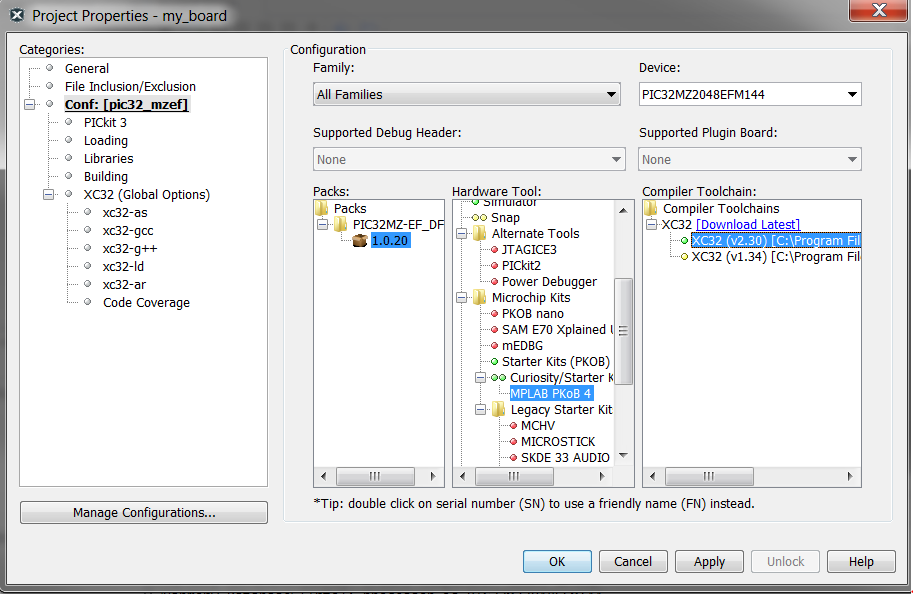 Project Properties - my_board
Categories:
General
File Inclusion/Exclusion
Conf: [pic32_mzef]
PICkit 3
Loading
Libraries
Building
XC32 (Global Options)
xc32-as
xc32-gcc
xc32-g++
xc32-ld
xc32-ar
Code Coverage
Manage Configurations...
Configuration
Family:
All Families
Device:
PIC32MZ2048EFM144
Supported Debug Header:
None
Supported Plugin Board:
None
Packs:
Packs
PIC32MZ-EF_DF
1.0.20
Hardware Tool:
Simulator
Snap
Alternate Tools
JTAGICE3
PICkit2
Power Debugger
Microchip Kits
PKOB nano
SAM E70 Xplained
mEDBG
Starter Kits (PKOB)
Curiosity/Starter K
MPLAB PKoB 4
Legacy Starter Kit
MCHV
MICROSTICK
SKDE 33 AUDIO
Compiler Toolchain:
Compiler Toolchains
XC32 [Download Latest]
XC32 (v2.30) [C:\Program Fil
XC32 (v1.34) [C:\Program Fil
*Tip: double click on serial number (SN) to use a friendly name (FN) instead.
OK
Cancel
Apply
Unlock
Help